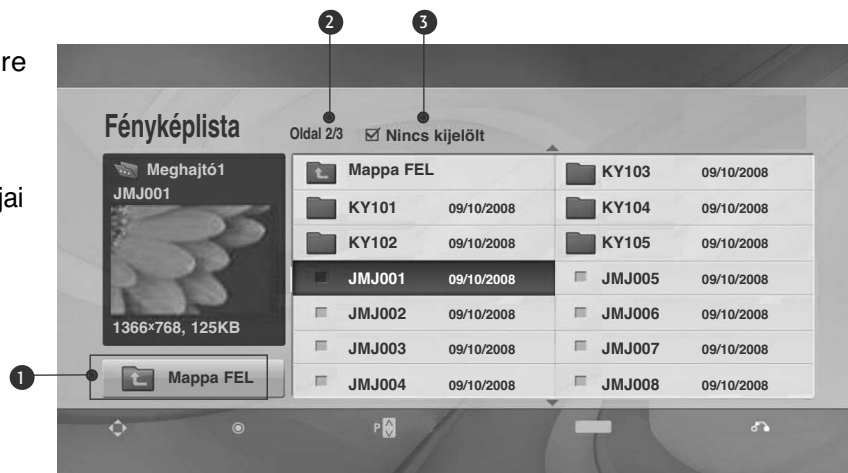 2 3
re
jai
Fényképlista Oldal 2/3 Nincs kijelölt
Meghajtó1
JMJ001
1366x768, 125KB
1 Mappa FEL
Mappa FEL
KY101 09/10/2008
KY102 09/10/2008
JMJ001 09/10/2008
JMJ002 09/10/2008
JMJ003 09/10/2008
JMJ004 09/10/2008
KY103 09/10/2008
KY104 09/10/2008
KY105 09/10/2008
JMJ005 09/10/2008
JMJ006 09/10/2008
JMJ007 09/10/2008
JMJ008 09/10/2008
P